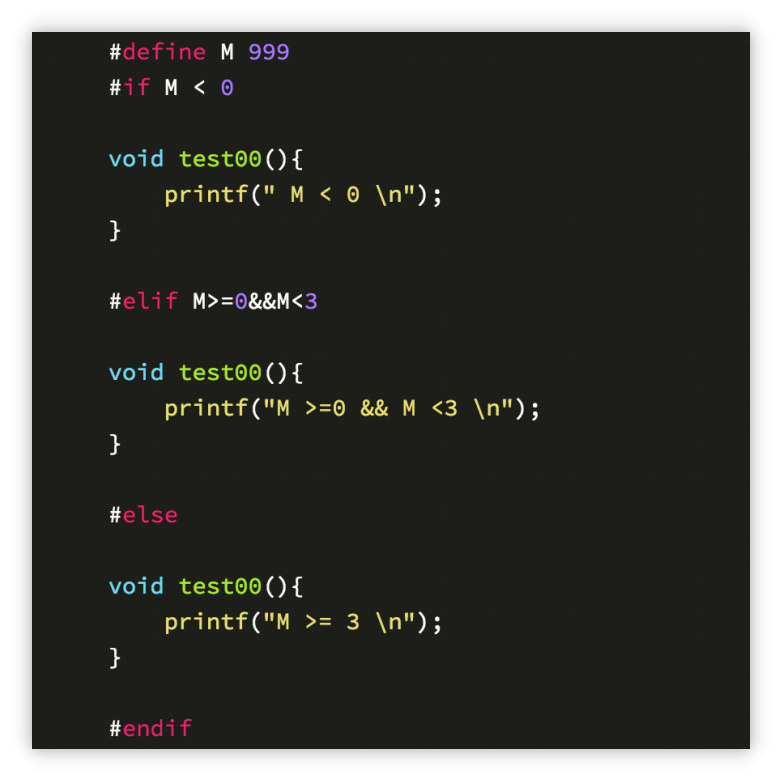 #define M 999
#if M < 0
void test00(){
    printf(" M < 0 \n");
}
#elif M>=0&&M<3
void test00(){
    printf("M >=0 && M <3 \n");
}
#else
void test00(){
    printf("M >= 3 \n");
}
#endif